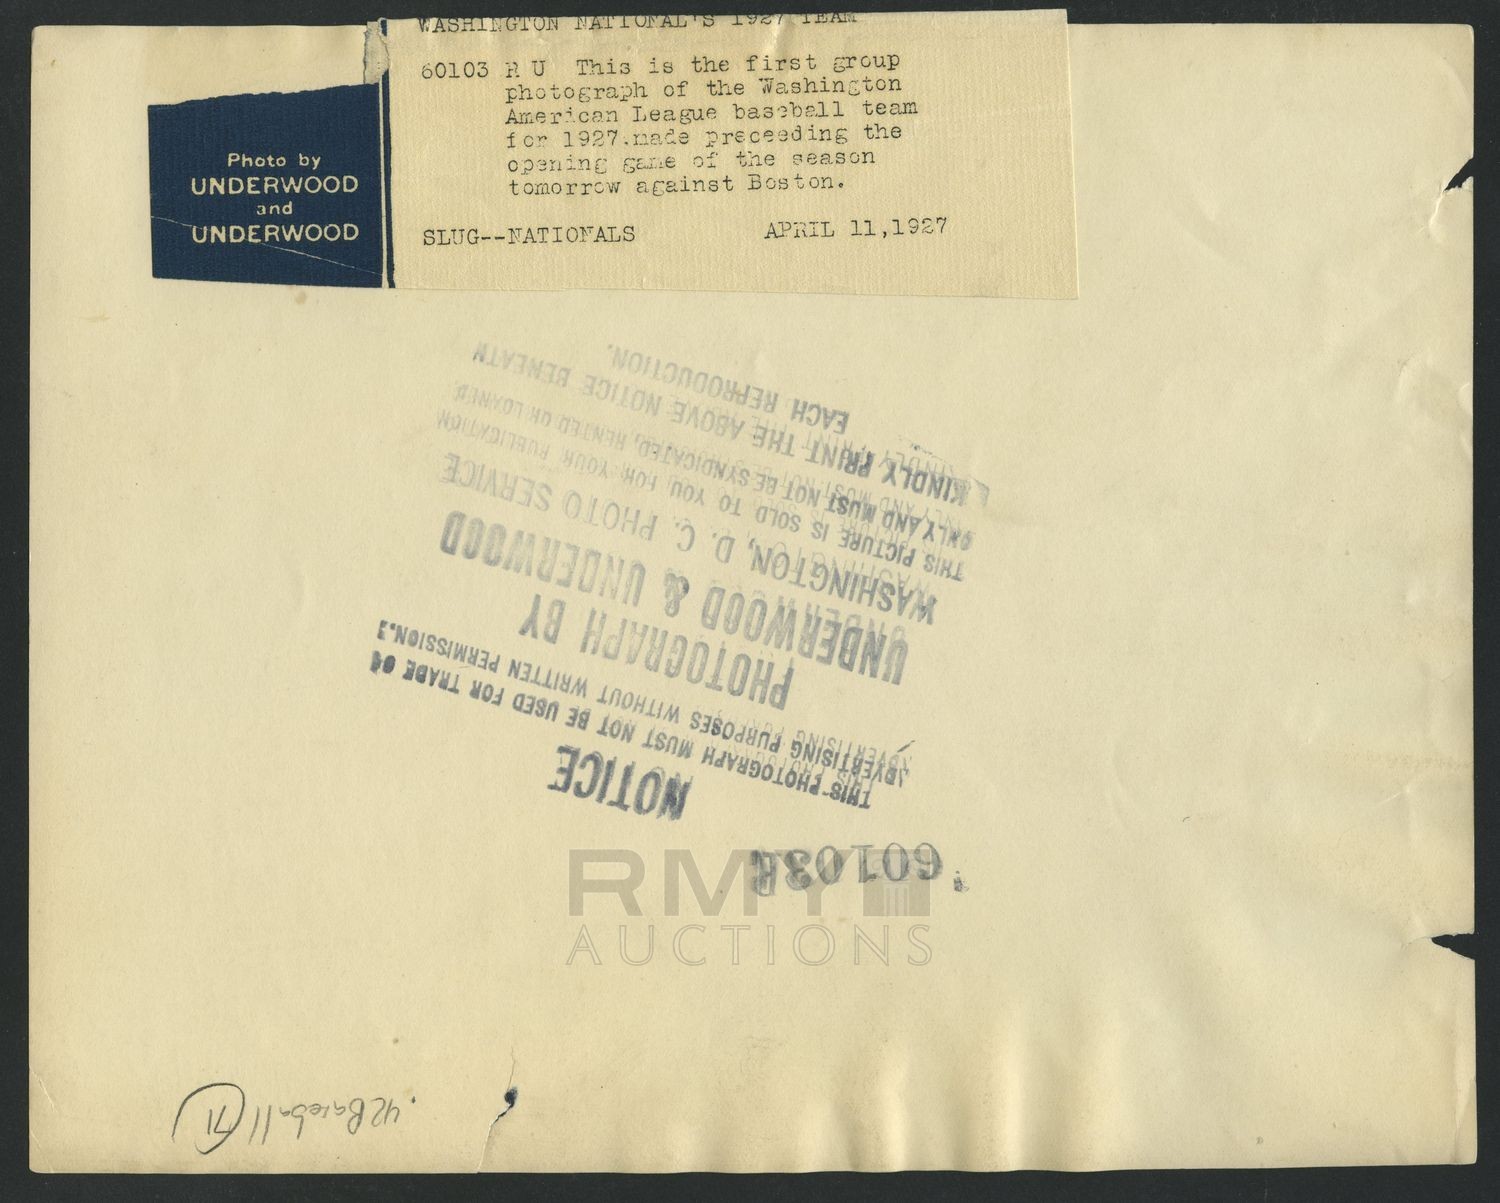 WASHINGTON NATIONAL'S 1927 TEAM
60103 R U This is the first group
photograph of the Washington
American League baseball team
for 1927.made preceeding the
opening game of the season
tomorrow against Boston.
SLUG--NATIONALS APRIL 11,1927
Photo by
UNDERWOOD
and
UNDERWOOD
60103R
NOTICE
THIS PHOTOGRAPH MUST NOT BE USED FOR TRADE OR
ADVERTISING PURPOSES WITHOUT WRITTEN PERMISSION.
PHOTOGRAPH BY
UNDERWOOD & UNDERWOOD
WASHINGTON, D. C. PHOTO SERVICE
THIS PICTURE IS SOLD TO YOU FOR YOUR PUBLICATION
ONLY AND MUST NOT BE SYNDICATED, RENTED OR LOANED
KINDLY PRINT THE ABOVE NOTICE BENEATH
EACH REPRODUCTION.
RMY
AUCTIONS
.42 Baseball 71